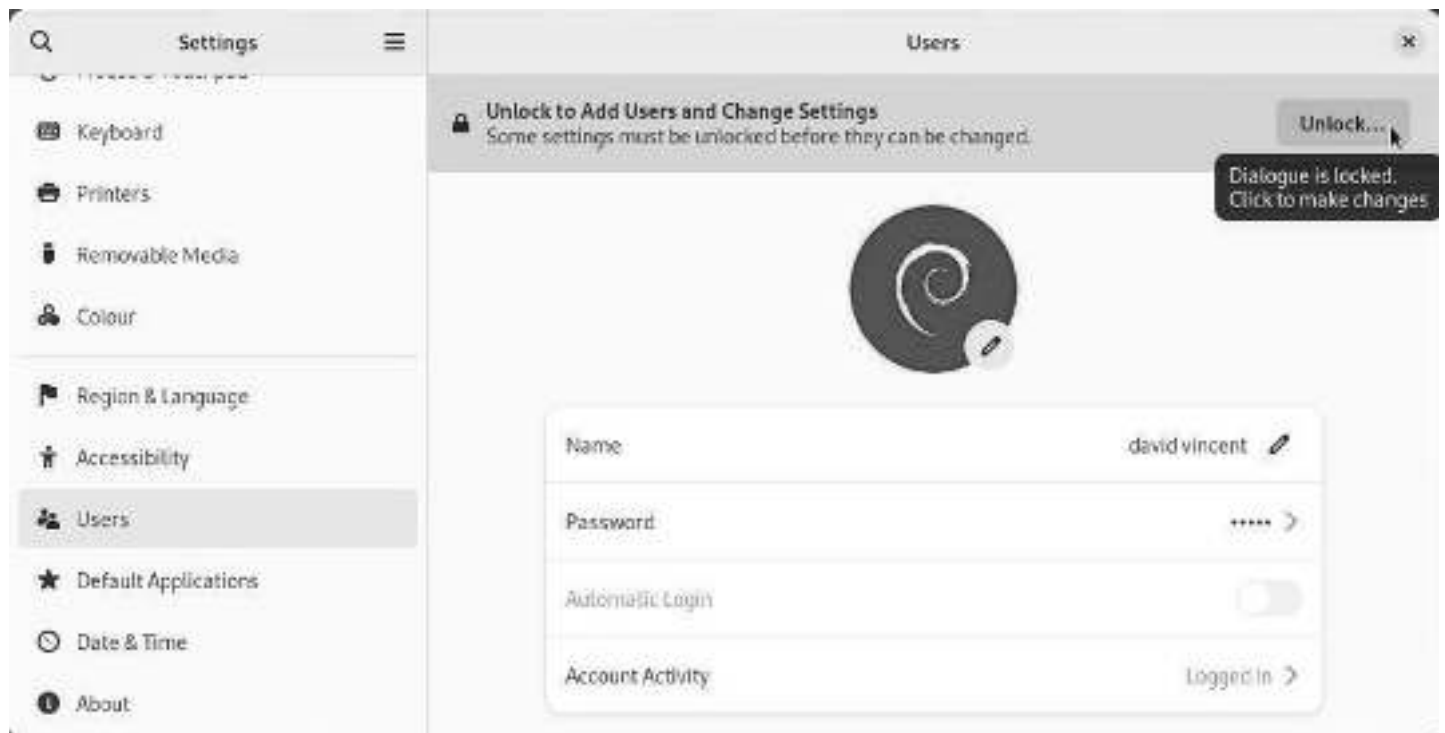 Settings
Users
Unlock to Add Users and Change Settings
Some settings must be unlocked before they can be changed.
Unlock...
Dialogue is locked.
Click to make changes
Keyboard
Printers
Removable Media
Colour
Region & Language
Accessibility
Users
Default Applications
Date & Time
About
Name
david vincent
Password
Automatic Login
Account Activity
Logged in